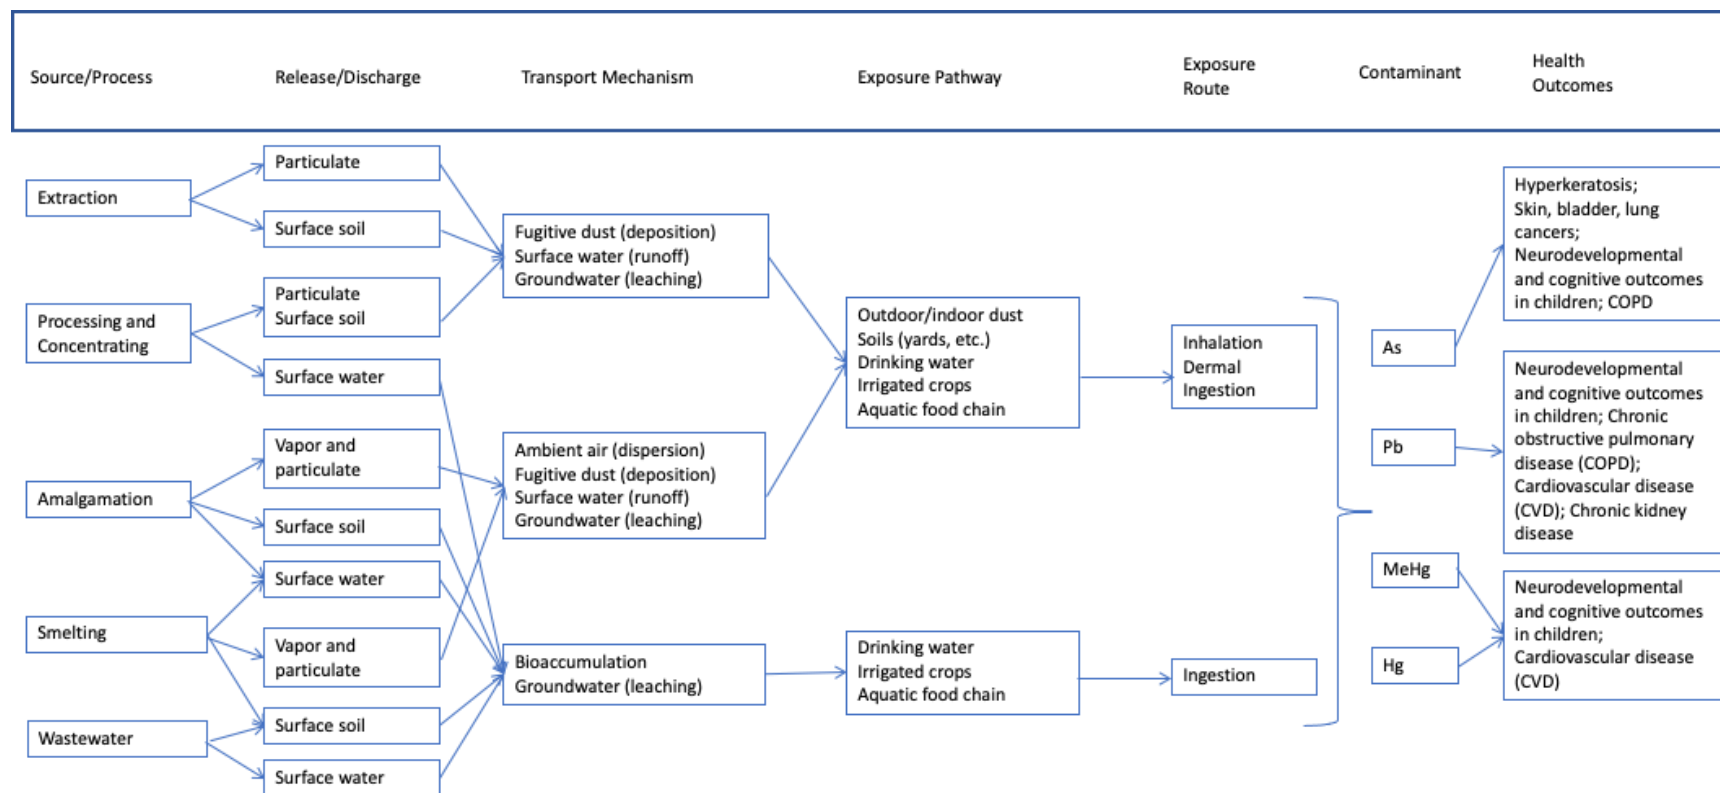 Source/Process
Release/Discharge
Transport Mechanism
Exposure Pathway
Exposure
Route
Contaminant
Health
Outcomes
Extraction
Processing and
Concentrating
Amalgamation
Smelting
Wastewater
Particulate
Surface soil
Particulate
Surface soil
Surface water
Vapor and
particulate
Surface soil
Surface water
Vapor and
particulate
Surface soil
Surface water
Fugitive dust (deposition)
Surface water (runoff)
Groundwater (leaching)
Ambient air (dispersion)
Fugitive dust (deposition)
Surface water (runoff)
Groundwater (leaching)
Bioaccumulation
Groundwater (leaching)
Outdoor/indoor dust
Soils (yards, etc.)
Drinking water
Irrigated crops
Aquatic food chain
Drinking water
Irrigated crops
Aquatic food chain
Inhalation
Dermal
Ingestion
Ingestion
As
Pb
MeHg
Hg
Hyperkeratosis;
Skin, bladder, lung
cancers;
Neurodevelopmental
and cognitive outcomes
in children; COPD
Neurodevelopmental
and cognitive outcomes
in children; Chronic
obstructive pulmonary
disease (COPD);
Cardiovascular disease
(CVD); Chronic kidney
disease
Neurodevelopmental
and cognitive outcomes
in children;
Cardiovascular disease
(CVD)